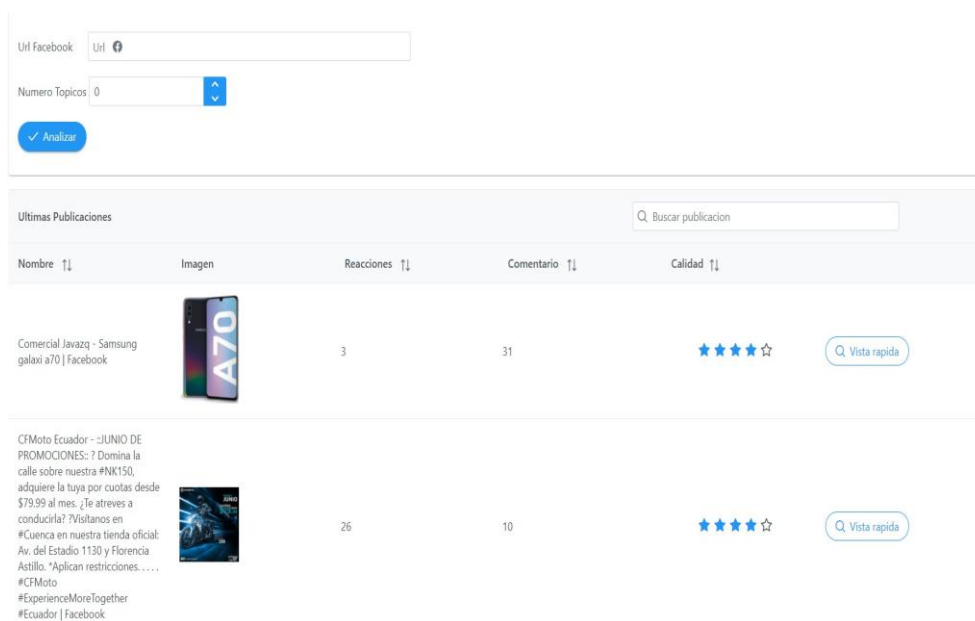 Url Facebook Url
Numero Topicos 0
Analizar
Ultimas Publicaciones Buscar publicacion
Nombre Imagen Reacciones Comentario Calidad
A70
Comercial Javazq - Samsung
galaxi a70 | Facebook
3 31 Vista rapida
CFMoto Ecuador - ::JUNIO DE
PROMOCIONES:: ? Domina la
calle sobre nuestra #NK150,
adquiere la tuya por cuotas desde
$79.99 al mes. ¿Te atreves a
conducirla? ?Visítanos en
#Cuenca en nuestra tienda oficial:
Av. del Estadio 1130 y Florencia
Astillo. *Aplican restricciones. . . . .
#CFMoto
#ExperienceMoreTogether
#Ecuador | Facebook
JUNIO
26 10 Vista rapida